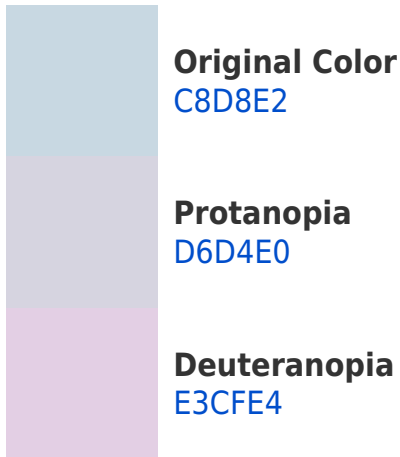 Original Color
C8D8E2
Protanopia
D6D4E0
Deuteranopia
E3CFE4